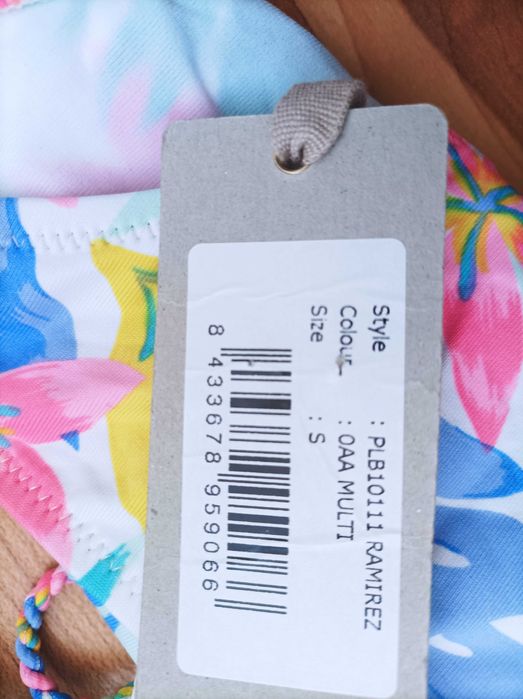 Style : PLB10111 RAMIREZ
Colour : 0AA MULTI
Size : S
8 433678 959066